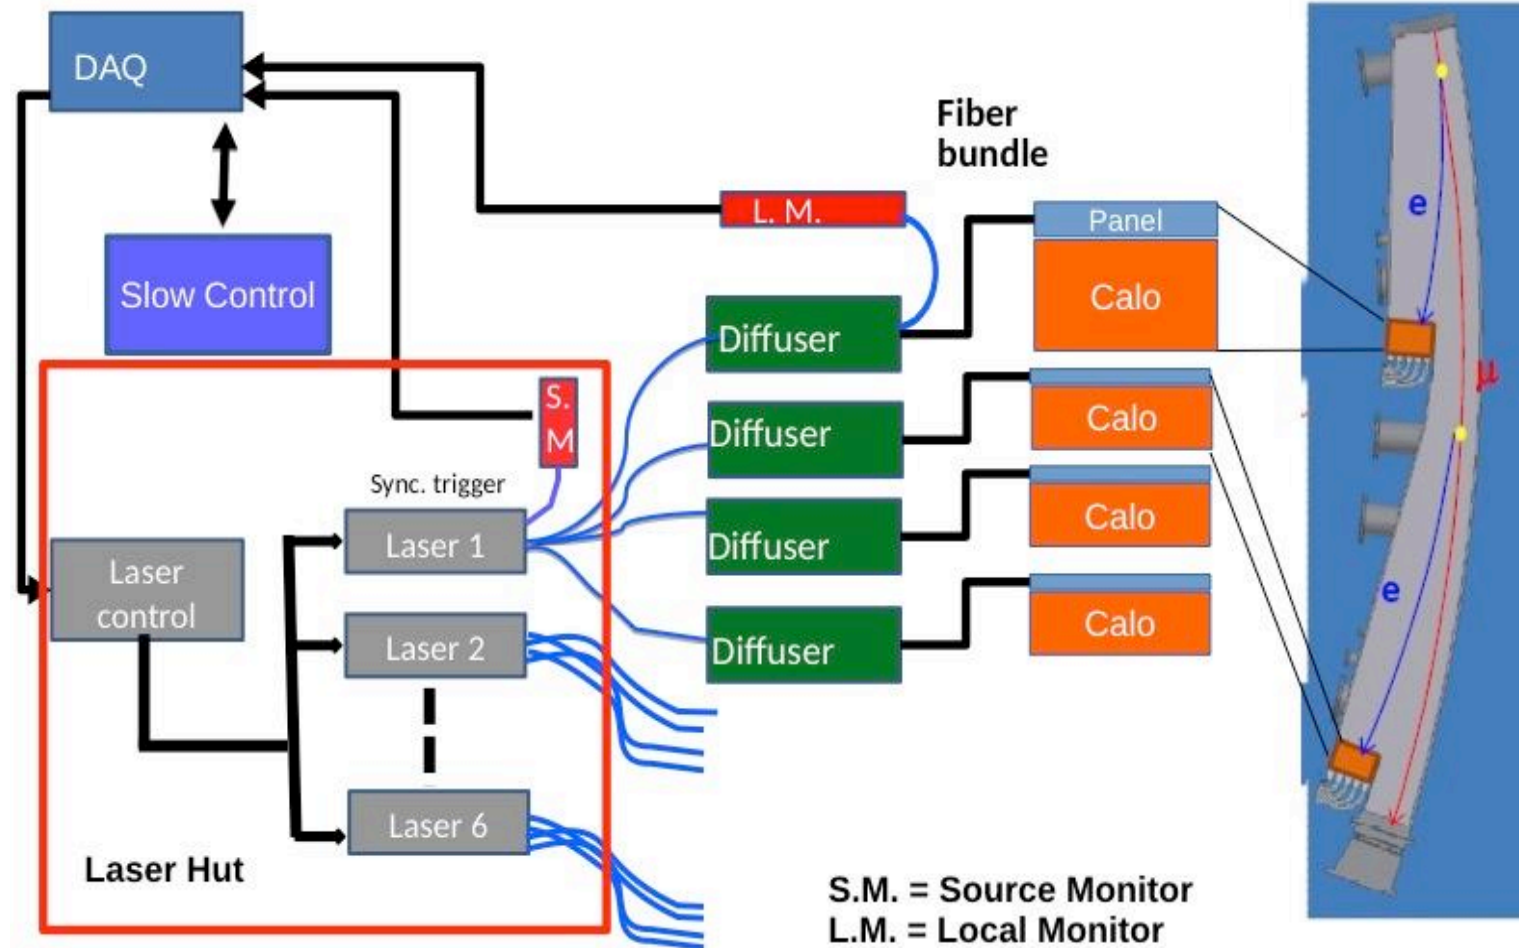 DAQ
Fiber
bundle
L. M.
Panel
e
Slow Control
Diffuser
Calo
S.
M
Diffuser
Calo
μ
Sync. trigger
Laser 1
Diffuser
Calo
Laser
control
e
Laser 2
Diffuser
Calo
Laser 6
Laser Hut
S.M. = Source Monitor
L.M. = Local Monitor